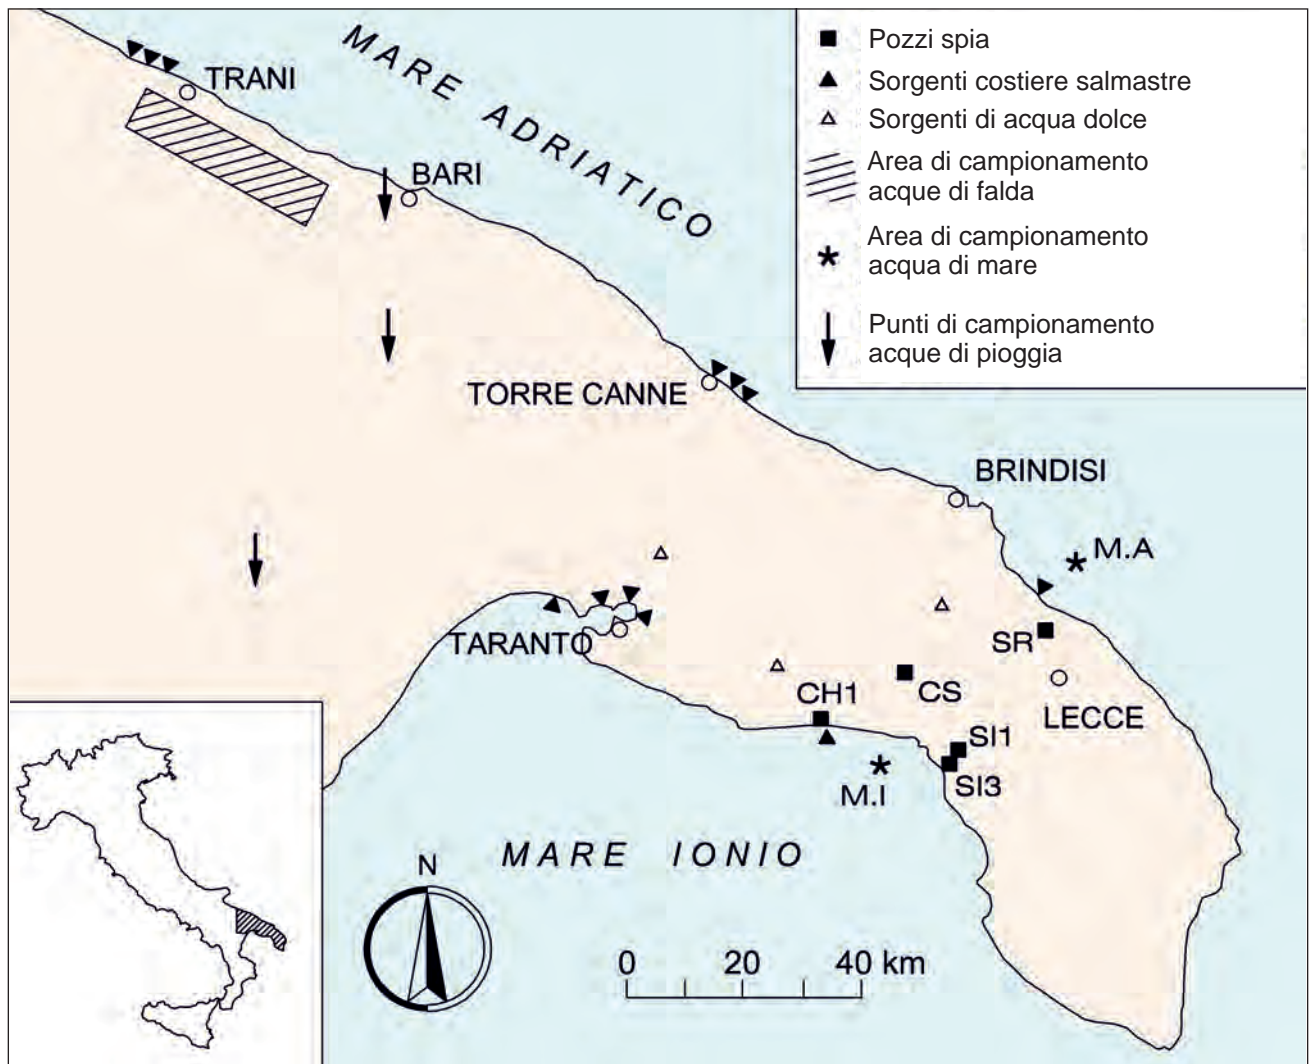 MARE ADRIATICO
TRANI
BARI
TORRE CANNE
BRINDISI
M.A
SR
TARANTO
CH1
CS
LECCE
SI1
SI3
M.I
MARE IONIO
N
0 20 40 km
Pozzi spia
Sorgenti costiere salmastre
Sorgenti di acqua dolce
Area di campionamento
acque di falda
Area di campionamento
acqua di mare
Punti di campionamento
acque di pioggia